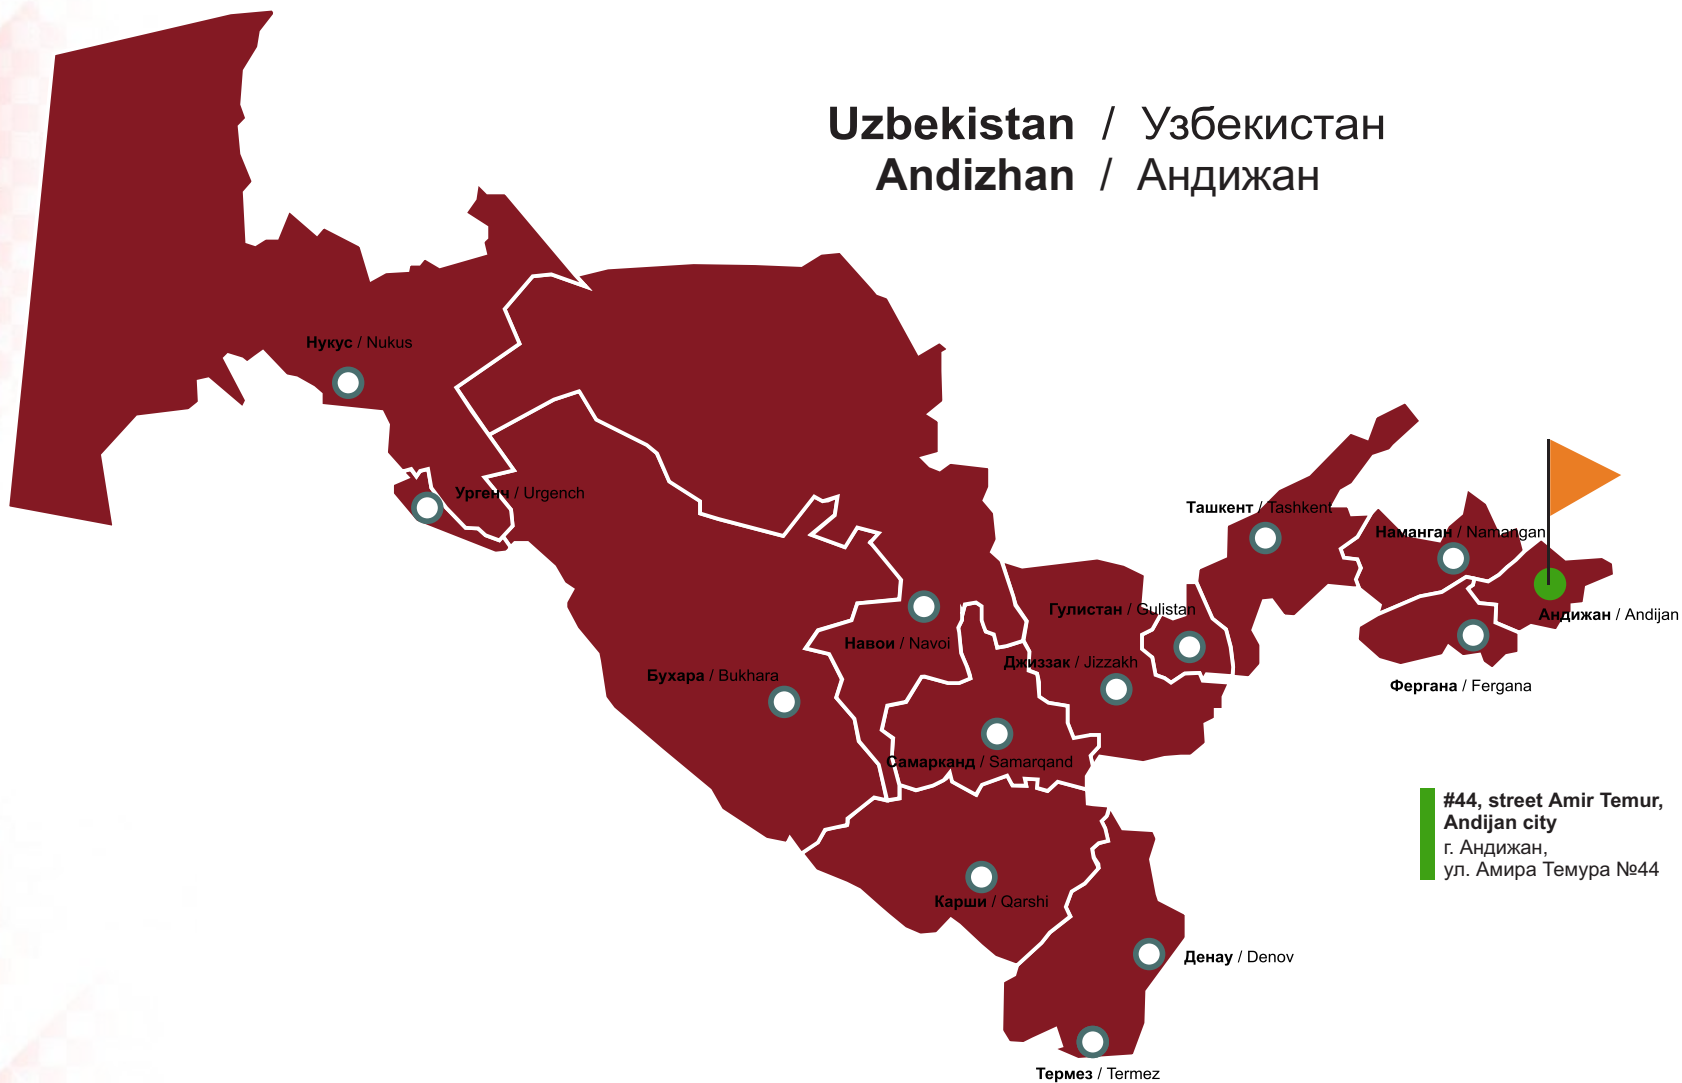 Uzbekistan / Узбекистан
Andizhan / Андижан
Нукус / Nukus
Ургенч / Urgench
Ташкент / Tashkent
Наманган / Namangan
Гулистан / Gulistan
Андижан / Andijan
Навои / Navoi
Джиззак / Jizzakh
Бухара / Bukhara
Фергана / Fergana
Самарканд / Samarqand
#44, street Amir Temur,
Andijan city
г. Андижан,
ул. Амира Темура №44
Карши / Qarshi
Денау / Denov
Термез / Termez